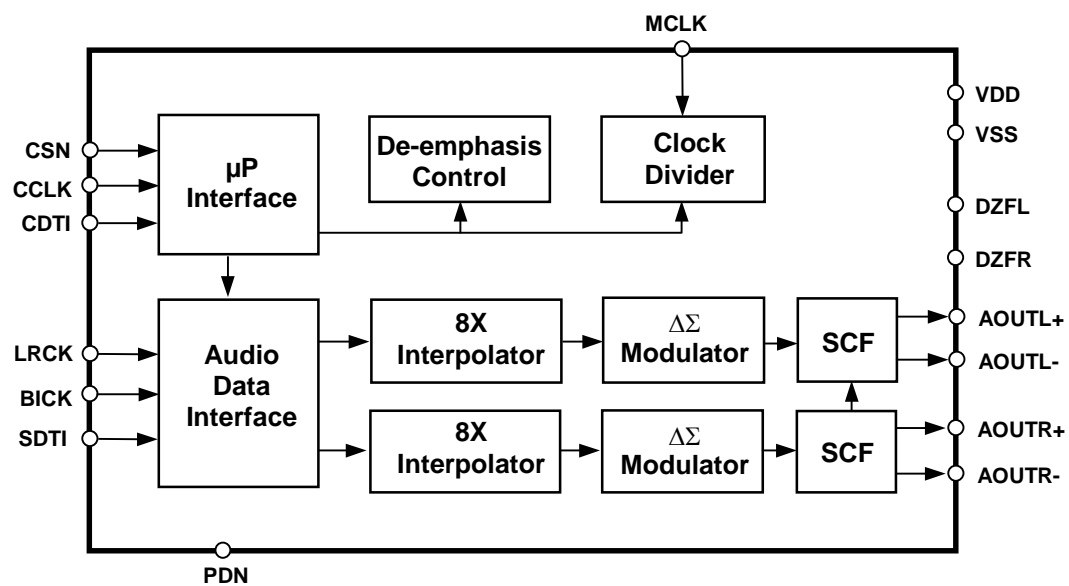 MCLK
VDD
VSS
DZFL
DZFR
CSN
CCLK
CDTI
µP
Interface
De-emphasis
Control
Clock
Divider
LRCK
BICK
SDTI
Audio
Data
Interface
8X
Interpolator
ΔΣ
Modulator
SCF
AOUTL+
AOUTL-
8X
Interpolator
ΔΣ
Modulator
SCF
AOUTR+
AOUTR-
PDN